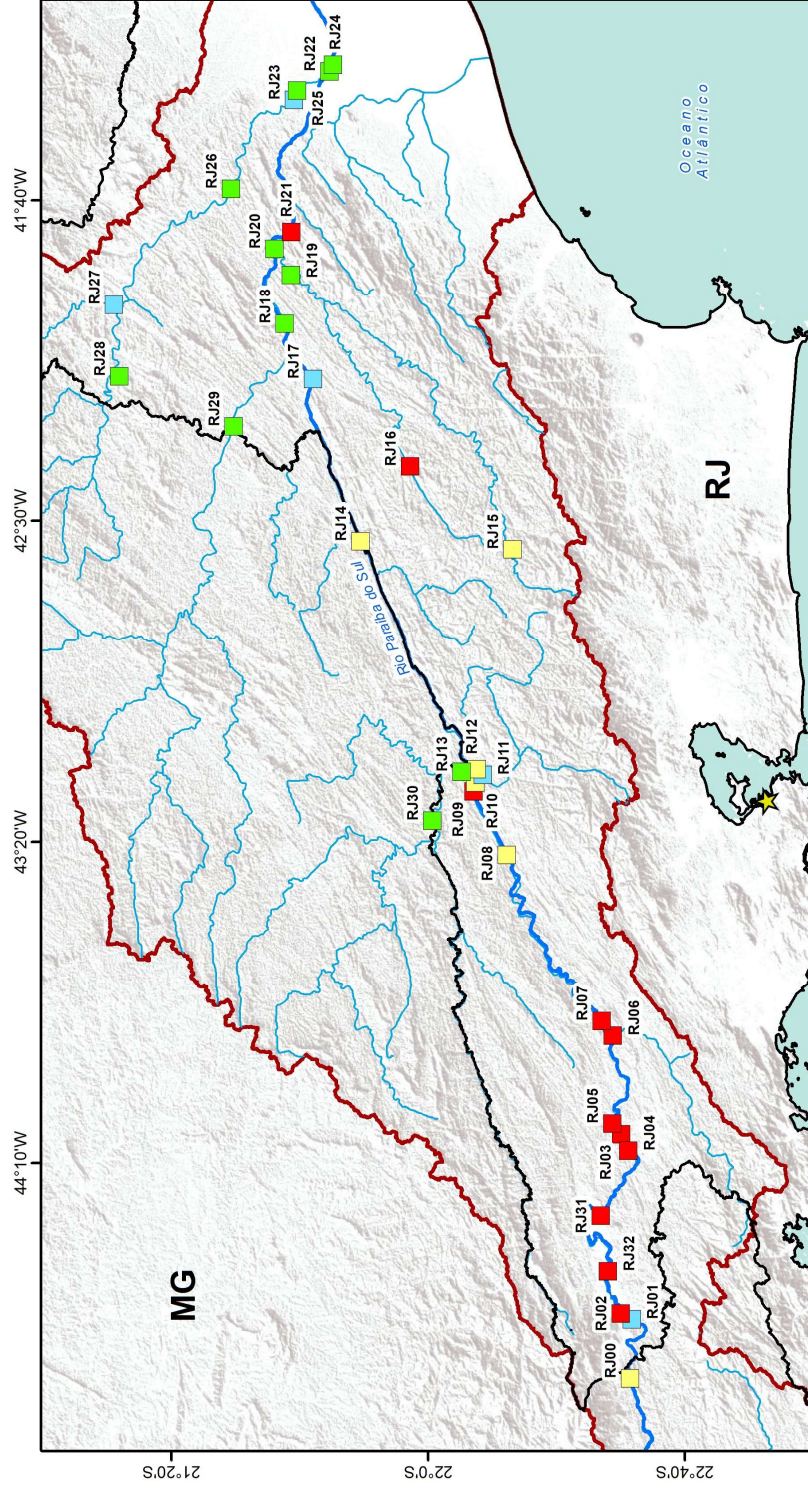 44°10'W
43°20'W
42°30'W
41°40'W
RJ28
RJ27
21°20'S
MG
RJ29
RJ26
RJ20
RJ18
RJ23
RJ21
RJ17
RJ19
RJ22
RJ25
RJ24
RJ14
Rio Paraíba do Sul
RJ16
RJ30
22°0'S
RJ13
RJ09
RJ12
RJ08
RJ10
RJ15
RJ11
RJ31
RJ07
RJ05
RJ02
RJ03
RJ00
RJ32
RJ06
RJ04
RJ01
22°40'S
Oceano
Atlântico
RJ